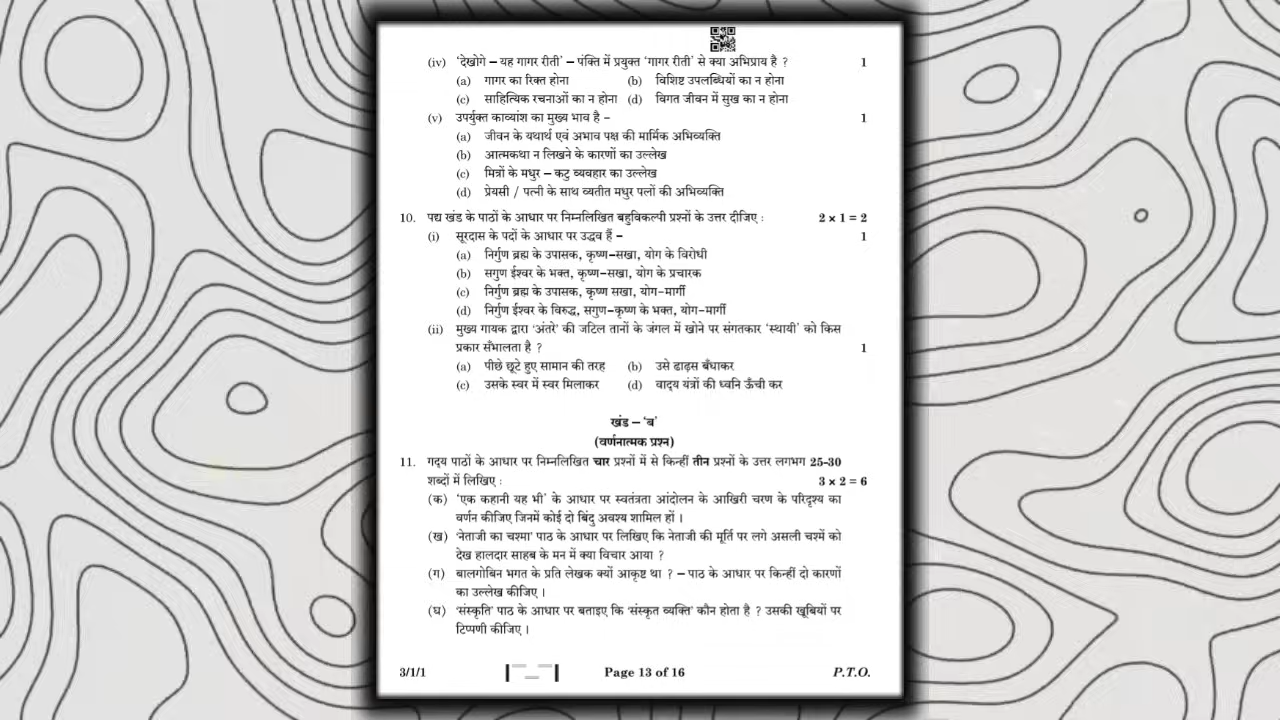 (iv) 'देखोगे – यह गागर रीती' – पंक्ति में प्रयुक्त 'गागर रीती' से क्या अभिप्राय है ? 1
(a) गागर का रिक्त होना (b) विशिष्ट उपलब्धियों का न होना
(c) साहित्यिक रचनाओं का न होना (d) विगत जीवन में सुख का न होना
(v) उपर्युक्त काव्यांश का मुख्य भाव है – 1
(a) जीवन के यथार्थ एवं अभाव पक्ष की मार्मिक अभिव्यक्ति
(b) आत्मकथा न लिखने के कारणों का उल्लेख
(c) मित्रों के मधुर – कटु व्यवहार का उल्लेख
(d) प्रेयसी / पत्नी के साथ व्यतीत मधुर पलों की अभिव्यक्ति
10. पद्य खंड के पाठों के आधार पर निम्नलिखित बहुविकल्पी प्रश्नों के उत्तर दीजिए : 2 × 1 = 2
(i) सूरदास के पदों के आधार पर उद्धव हैं – 1
(a) निर्गुण ब्रह्म के उपासक, कृष्ण-सखा, योग के विरोधी
(b) सगुण ईश्वर के भक्त, कृष्ण-सखा, योग के प्रचारक
(c) निर्गुण ब्रह्म के उपासक, कृष्ण सखा, योग-मार्गी
(d) निर्गुण ईश्वर के विरुद्ध, सगुण-कृष्ण के भक्त, योग-मार्गी
(ii) मुख्य गायक द्वारा 'अंतरे' की जटिल तानों के जंगल में खोने पर संगतकार 'स्थायी' को किस
प्रकार सँभालता है ? 1
(a) पीछे छूटे हुए सामान की तरह (b) उसे ढाढ़स बँधाकर
(c) उसके स्वर में स्वर मिलाकर (d) वाद्य यंत्रों की ध्वनि ऊँची कर
खंड – 'ब'
(वर्णनात्मक प्रश्न)
11. गद्य पाठों के आधार पर निम्नलिखित चार प्रश्नों में से किन्हीं तीन प्रश्नों के उत्तर लगभग 25-30
शब्दों में लिखिए : 3 × 2 = 6
(क) 'एक कहानी यह भी' के आधार पर स्वतंत्रता आंदोलन के आखिरी चरण के परिदृश्य का
वर्णन कीजिए जिनमें कोई दो बिंदु अवश्य शामिल हों ।
(ख) 'नेताजी का चश्मा' पाठ के आधार पर लिखिए कि नेताजी की मूर्ति पर लगे असली चश्में को
देख हालदार साहब के मन में क्या विचार आया ?
(ग) बालगोबिन भगत के प्रति लेखक क्यों आकृष्ट था ? – पाठ के आधार पर किन्हीं दो कारणों
का उल्लेख कीजिए ।
(घ) 'संस्कृति' पाठ के आधार पर बताइए कि 'संस्कृत व्यक्ति' कौन होता है ? उसकी खूबियों पर
टिप्पणी कीजिए ।
3/1/1 Page 13 of 16 P.T.O.